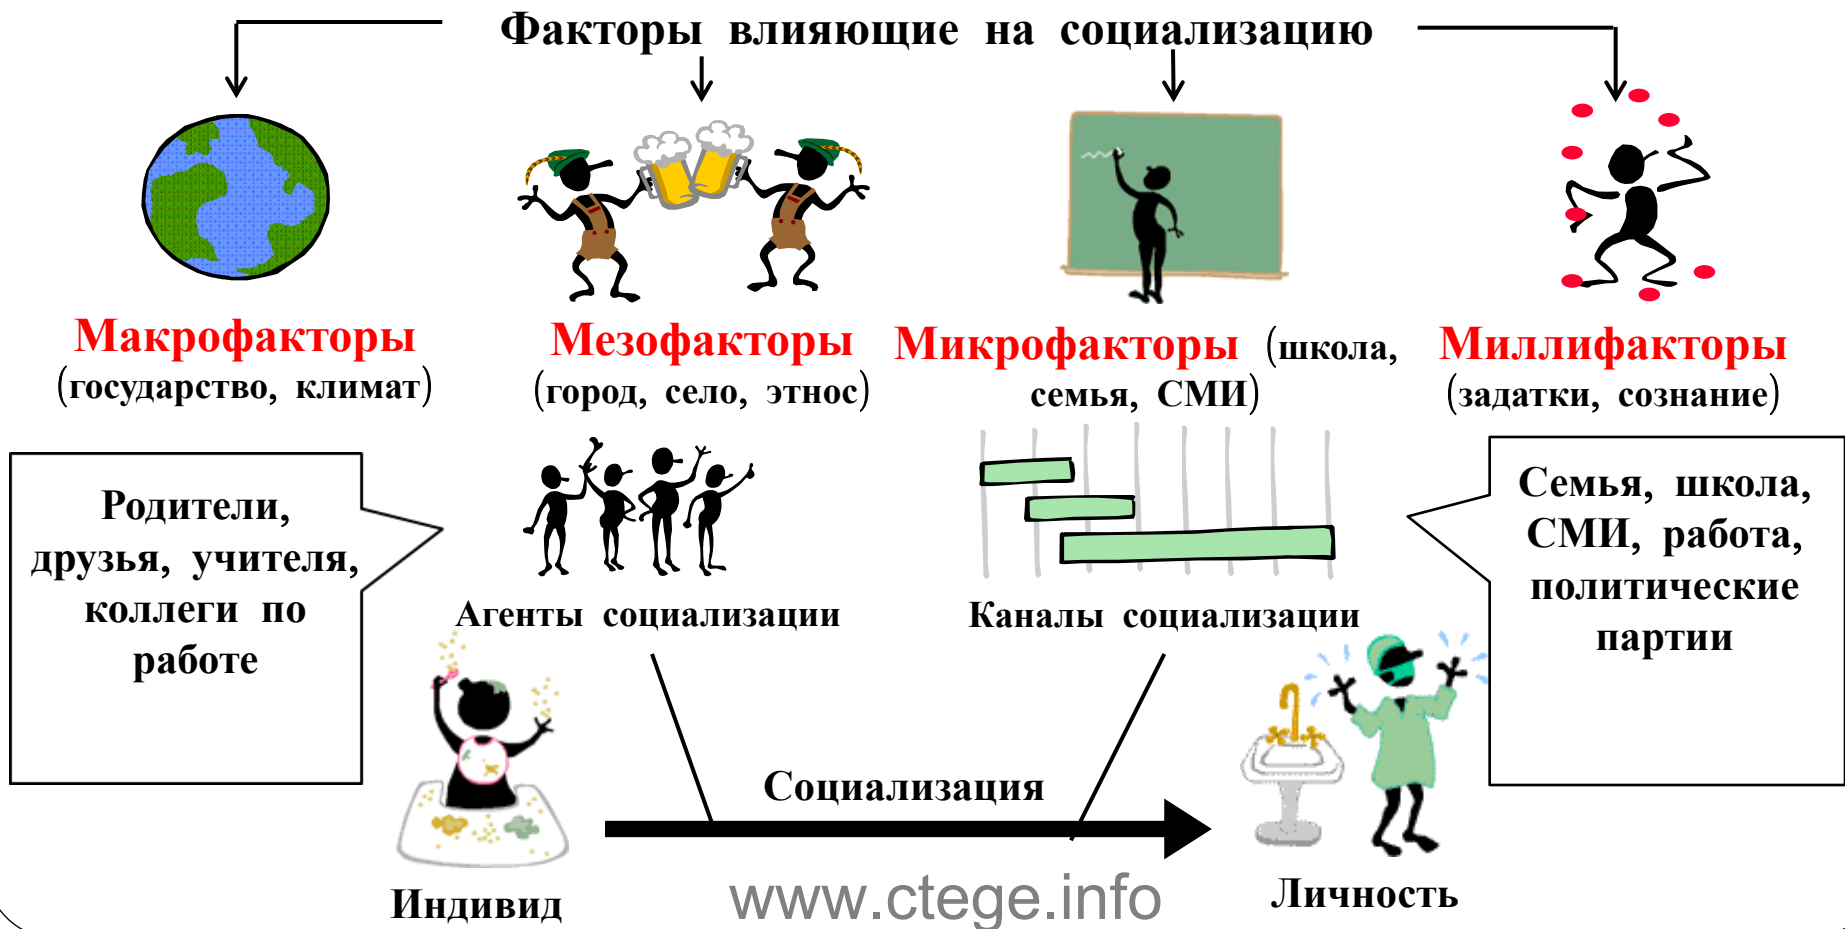 Факторы влияющие на социализацию
Макрофакторы
(государство, климат)
Мезофакторы
(город, село, этнос)
Микрофакторы (школа,
семья, СМИ)
Миллифакторы
(задатки, сознание)
Родители,
друзья, учителя,
коллеги по
работе
Агенты социализации
Каналы социализации
Семья, школа,
СМИ, работа,
политические
партии
Социализация
Индивид
Личность
www.ctege.info